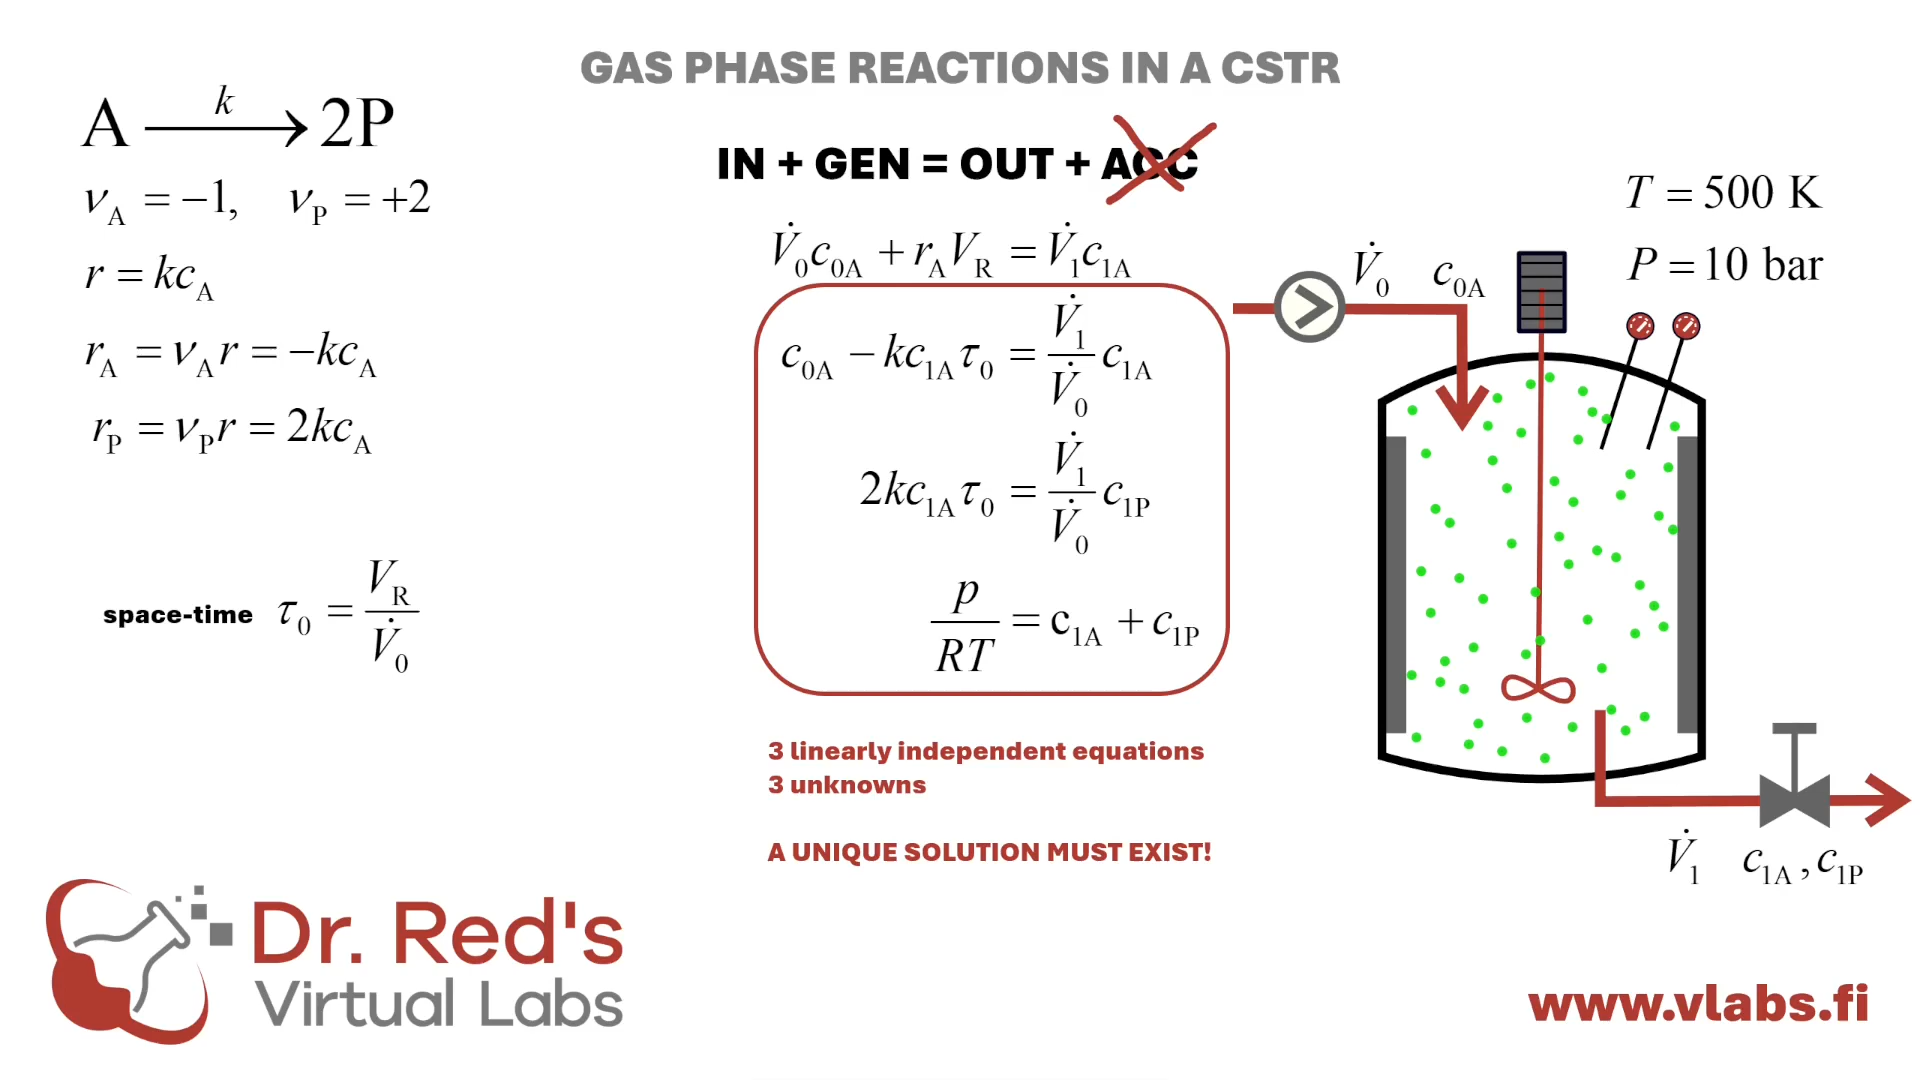 GAS PHASE REACTIONS IN A CSTR
A —k→ 2P
ν_A = −1, ν_P = +2
r = kc_A
r_A = ν_A r = −kc_A
r_P = ν_P r = 2kc_A
space-time τ_0 = V_R / V̇_0
IN + GEN = OUT + ACC
V̇_0 c_0A + r_A V_R = V̇_1 c_1A
c_0A − kc_1A τ_0 = (V̇_1 / V̇_0) c_1A
2kc_1A τ_0 = (V̇_1 / V̇_0) c_1P
p / RT = c_1A + c_1P
3 linearly independent equations
3 unknowns
A UNIQUE SOLUTION MUST EXIST!
T = 500 K
P = 10 bar
V̇_0 c_0A
V̇_1 c_1A, c_1P
Dr. Red's
Virtual Labs
www.vlabs.fi